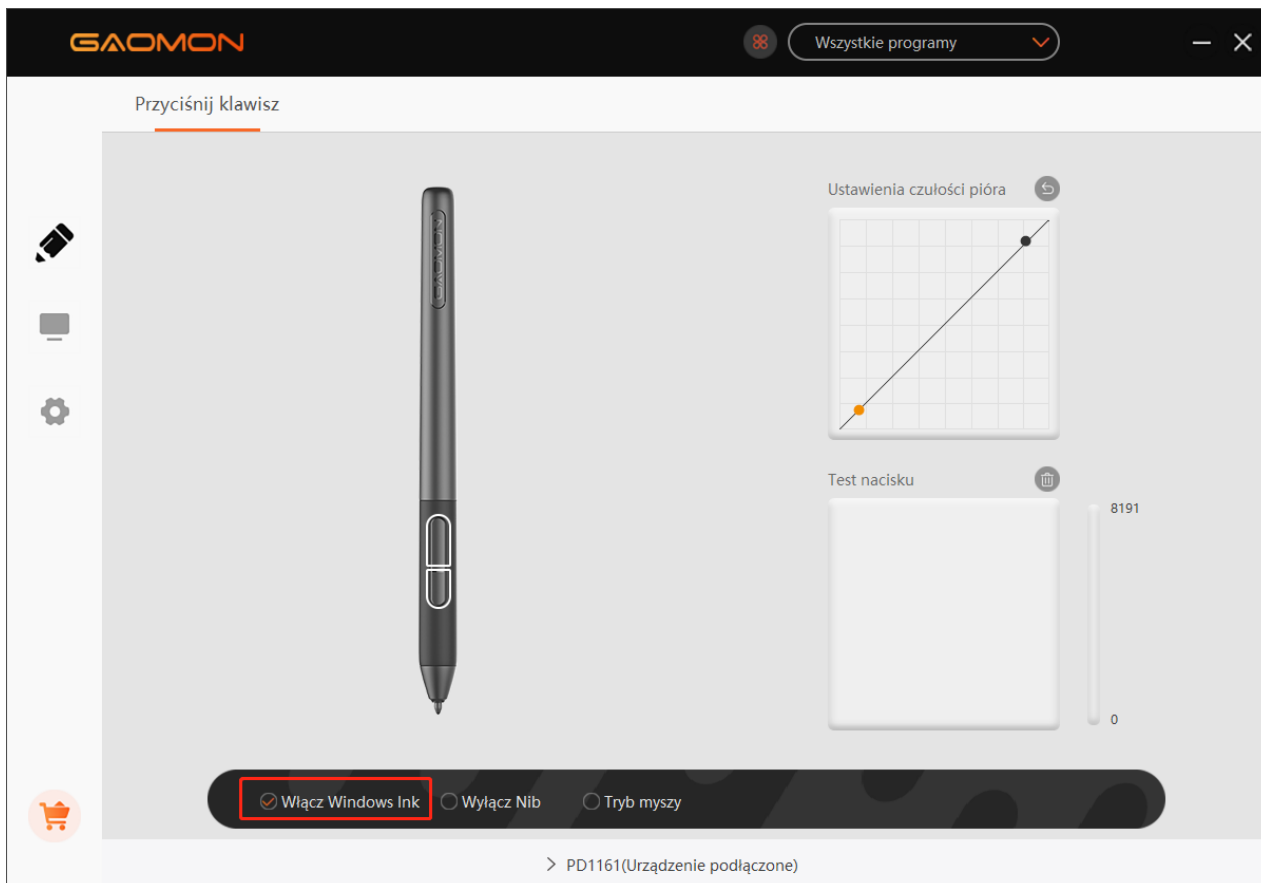 GAOMON
Wszystkie programy
Przyciśnij klawisz
GAOMON
Ustawienia czułości pióra
Test nacisku
8191
0
Włącz Windows Ink
Wyłącz Nib
Tryb myszy
PD1161(Urządzenie podłączone)